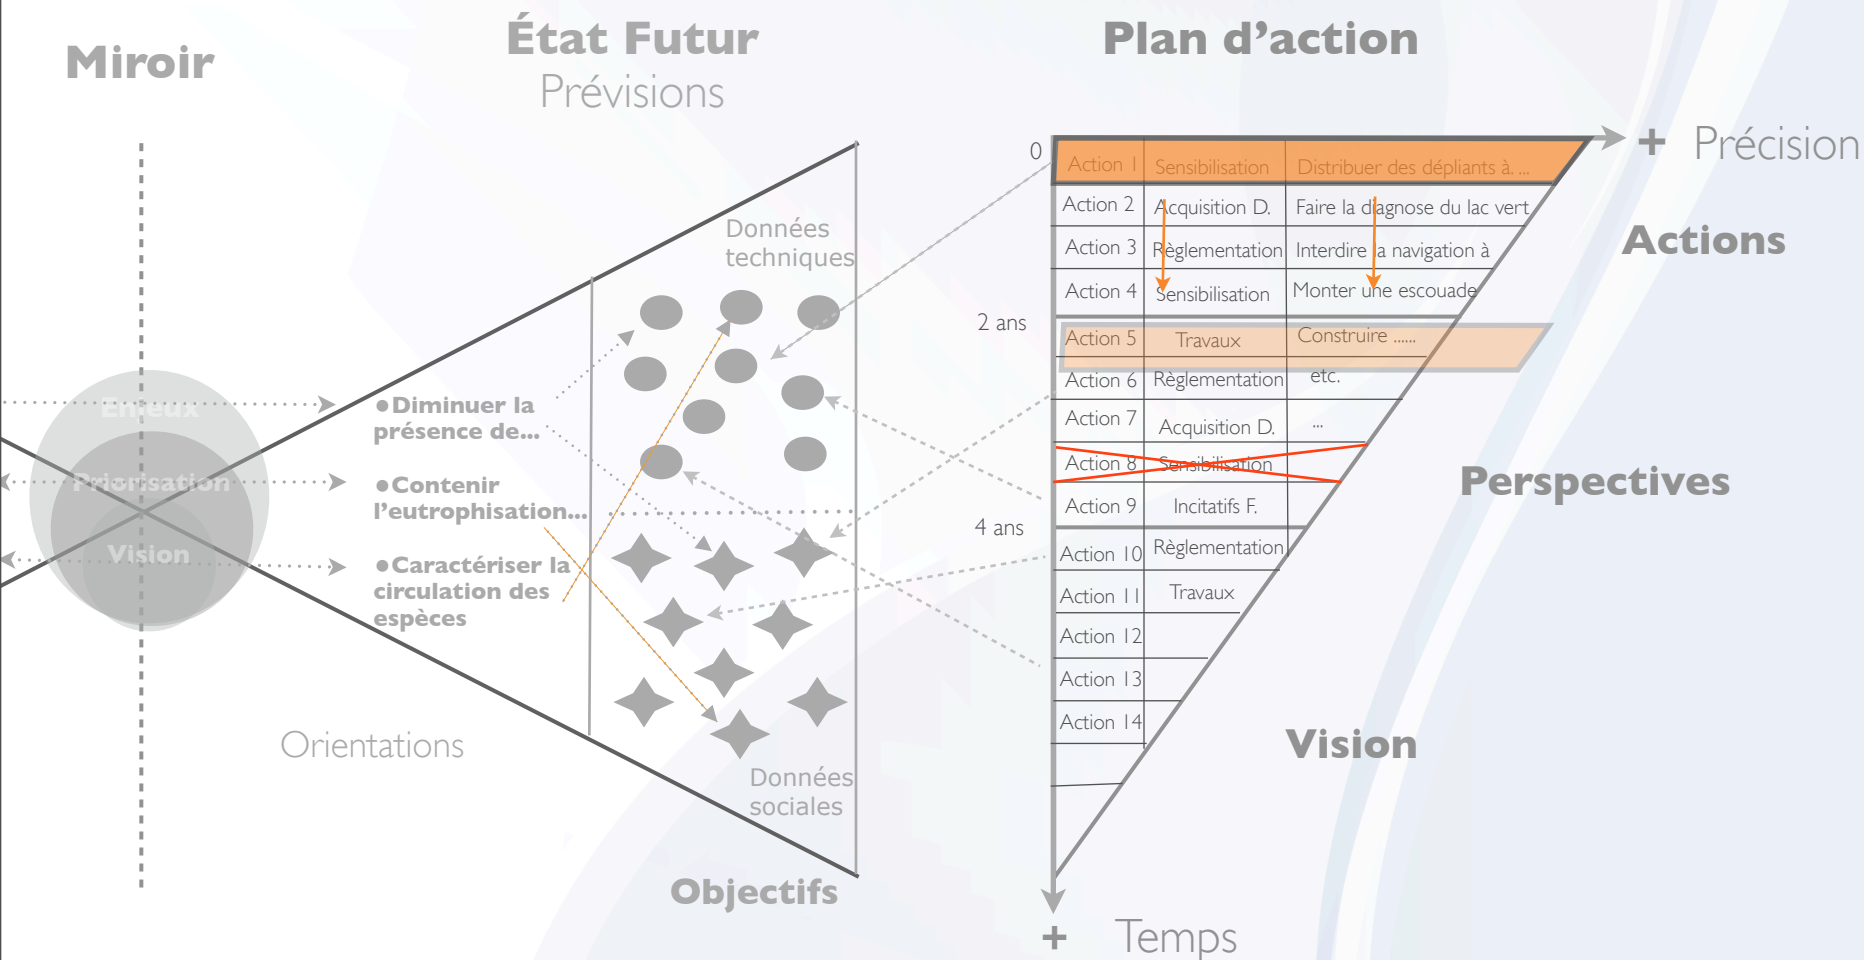 Miroir
État Futur
Prévisions
Plan d’action
+ Précision
Enjeux
Priorisation
Vision
•Diminuer la
présence de...
•Contenir
l’eutrophisation...
•Caractériser la
circulation des
espèces
Orientations
Données
techniques
Données
sociales
Objectifs
0
2 ans
4 ans
Action 1 Sensibilisation Distribuer des dépliants à. ...
Action 2 Acquisition D. Faire la diagnose du lac vert
Action 3 Règlementation Interdire la navigation à
Action 4 Sensibilisation Monter une escouade
Action 5 Travaux Construire ......
Action 6 Règlementation etc.
Action 7 Acquisition D. ...
Action 8 Sensibilisation
Action 9 Incitatifs F.
Action 10 Règlementation
Action 11 Travaux
Action 12
Action 13
Action 14
Actions
Perspectives
Vision
+ Temps